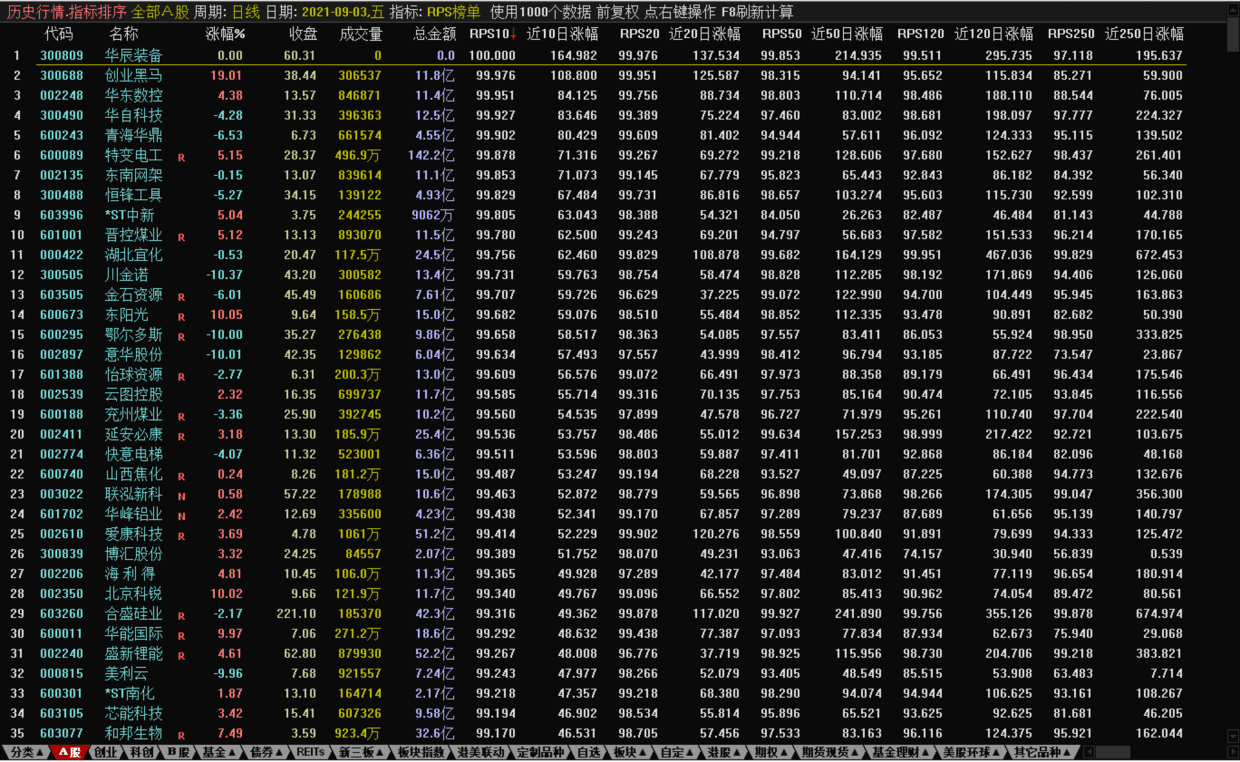 历史行情.指标排序 全部A股 周期: 日线 日期: 2021-09-03,五 指标: RPS榜单 使用1000个数据 前复权 点右键操作 F8刷新计算
代码 名称 涨幅% 收盘 成交量 总金额 RPS10↓ 近10日涨幅 RPS20 近20日涨幅 RPS50 近50日涨幅 RPS120 近120日涨幅 RPS250 近250日涨幅
1 300809 华辰装备 0.00 60.31 0 0.0 100.000 164.982 99.976 137.534 99.853 214.935 99.511 295.735 97.118 195.637
2 300688 创业黑马 19.01 38.44 306537 11.8亿 99.976 108.800 99.951 125.587 98.315 94.141 95.652 115.834 85.271 59.900
3 002248 华东数控 4.38 13.57 846871 11.4亿 99.951 84.125 99.756 88.734 98.803 110.714 98.486 188.110 88.544 76.005
4 300490 华自科技 -4.28 31.33 396363 12.5亿 99.927 83.646 99.389 75.224 97.460 83.002 98.681 198.097 97.777 224.327
5 600243 青海华鼎 -6.53 6.73 661574 4.55亿 99.902 80.429 99.609 81.402 94.944 57.611 96.092 124.333 95.115 139.502
6 600089 特变电工 R 5.15 28.37 496.9万 142.2亿 99.878 71.316 99.267 69.272 99.218 128.606 97.680 152.627 98.437 261.401
7 002135 东南网架 -0.15 13.07 839614 11.1亿 99.853 71.073 99.145 67.779 95.823 65.443 92.843 86.182 84.392 56.340
8 300488 恒锋工具 -5.27 34.15 139122 4.93亿 99.829 67.484 99.731 86.816 98.657 103.274 95.603 115.730 92.599 102.310
9 603996 *ST中新 5.04 3.75 244255 9062万 99.805 63.043 98.388 54.321 84.050 26.263 82.487 46.484 81.143 44.788
10 601001 晋控煤业 R 5.12 13.13 893070 11.5亿 99.780 62.500 99.243 69.201 94.797 56.683 97.582 151.533 96.214 170.165
11 000422 湖北宜化 -0.53 20.47 117.5万 24.5亿 99.756 62.460 99.829 108.878 99.682 164.129 99.951 467.036 99.829 672.453
12 300505 川金诺 -10.37 43.20 300582 13.4亿 99.731 59.763 98.754 58.474 98.828 112.285 98.192 171.869 94.406 126.060
13 603505 金石资源 R -6.01 45.49 160686 7.61亿 99.707 59.726 96.629 37.225 99.072 122.990 94.700 104.449 95.945 163.863
14 600673 东阳光 R 10.05 9.64 158.5万 15.0亿 99.682 59.076 98.510 55.484 98.852 112.335 93.478 90.891 82.682 50.390
15 600295 鄂尔多斯 R -10.00 35.27 276438 9.86亿 99.658 58.517 98.363 54.085 97.557 83.411 86.053 55.924 98.950 333.825
16 002897 意华股份 -10.01 42.35 129862 6.04亿 99.634 57.493 97.557 43.999 98.412 96.794 93.185 87.722 73.547 23.867
17 601388 怡球资源 R -2.77 6.31 200.3万 13.0亿 99.609 56.576 99.072 66.491 97.973 88.358 89.179 66.491 96.434 175.546
18 002539 云图控股 2.32 16.35 699737 11.7亿 99.585 55.714 99.316 70.135 97.753 85.164 90.474 72.105 93.845 116.556
19 600188 兖州煤业 R -3.36 25.90 392745 10.2亿 99.560 54.535 97.899 47.578 96.727 71.979 95.261 110.740 97.704 222.540
20 002411 延安必康 R 3.18 13.30 185.9万 25.4亿 99.536 53.757 98.486 55.012 99.634 157.253 98.999 217.422 92.721 103.675
21 002774 快意电梯 -4.07 11.32 523001 6.36亿 99.511 53.596 98.803 59.887 97.411 81.701 92.868 86.184 82.096 48.168
22 600740 山西焦化 R 0.24 8.26 181.2万 15.0亿 99.487 53.247 99.194 68.228 93.527 49.097 87.225 60.388 94.773 132.676
23 003022 联泓新科 N 0.58 57.22 178988 10.6亿 99.463 52.872 98.779 59.565 96.898 73.868 98.266 174.305 99.047 356.300
24 601702 华峰铝业 N 2.42 12.69 335600 4.23亿 99.438 52.341 99.170 67.857 97.289 79.237 87.689 61.656 95.139 140.797
25 002610 爱康科技 R 3.69 4.78 1061万 51.2亿 99.414 52.229 99.902 120.276 98.559 100.840 91.891 79.699 94.333 125.472
26 300839 博汇股份 3.32 24.25 84557 2.07亿 99.389 51.752 98.070 49.231 93.063 47.416 74.157 30.940 56.839 0.539
27 002206 海 利 得 4.81 10.45 106.0万 11.3亿 99.365 49.928 97.289 42.177 97.484 83.012 91.451 77.119 96.654 180.914
28 002350 北京科锐 10.02 9.66 121.9万 11.7亿 99.340 49.767 99.096 66.552 97.802 85.413 90.962 74.054 89.472 80.561
29 603260 合盛硅业 R -2.17 221.10 185370 42.3亿 99.316 49.362 99.878 117.020 99.927 241.890 99.756 355.126 99.878 674.974
30 600011 华能国际 R 9.97 7.06 271.2万 18.6亿 99.292 48.632 99.438 77.387 97.093 77.834 87.934 62.673 75.940 29.068
31 002240 盛新锂能 R 4.61 62.80 879930 52.2亿 99.267 48.008 96.776 37.719 98.925 115.956 98.730 204.706 99.218 383.821
32 000815 美利云 -9.96 7.68 921557 7.24亿 99.243 47.977 98.266 52.079 93.405 48.549 85.515 53.908 63.483 7.714
33 600301 *ST南化 1.87 13.10 164714 2.17亿 99.218 47.357 99.218 68.380 98.290 94.074 94.944 106.625 93.161 108.267
34 603105 芯能科技 3.42 15.41 607326 9.58亿 99.194 46.902 98.534 55.814 95.896 65.521 93.625 92.625 81.681 46.205
35 603077 和邦生物 R 7.49 3.59 923.4万 32.6亿 99.170 46.531 98.705 57.456 97.533 83.163 96.116 124.375 95.921 162.044
分类▲ A股 创业 科创 B股▲ 基金▲ 债券▲ REITs 新三板▲ 板块指数 港美联动 定制品种 自选 板块▲ 自定▲ 港股▲ 期权▲ 期货现货▲ 基金理财▲ 美股环球▲ 其它品种▲